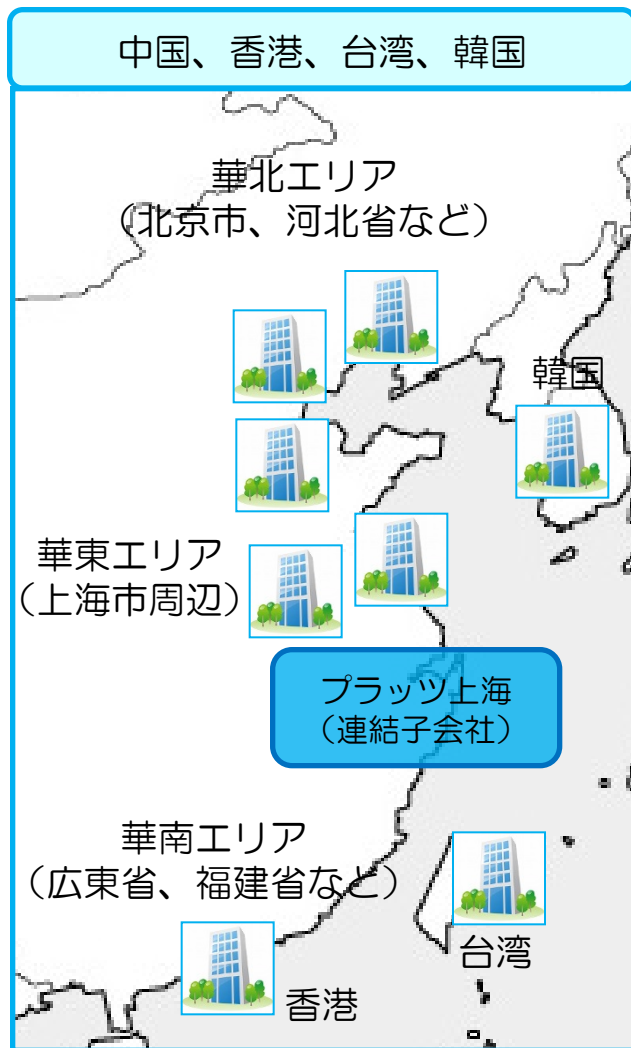 中国、香港、台湾、韓国
華北エリア
（北京市、河北省など）
韓国
華東エリア
（上海市周辺）
プラッツ上海
（連結子会社）
華南エリア
（広東省、福建省など）
台湾
香港